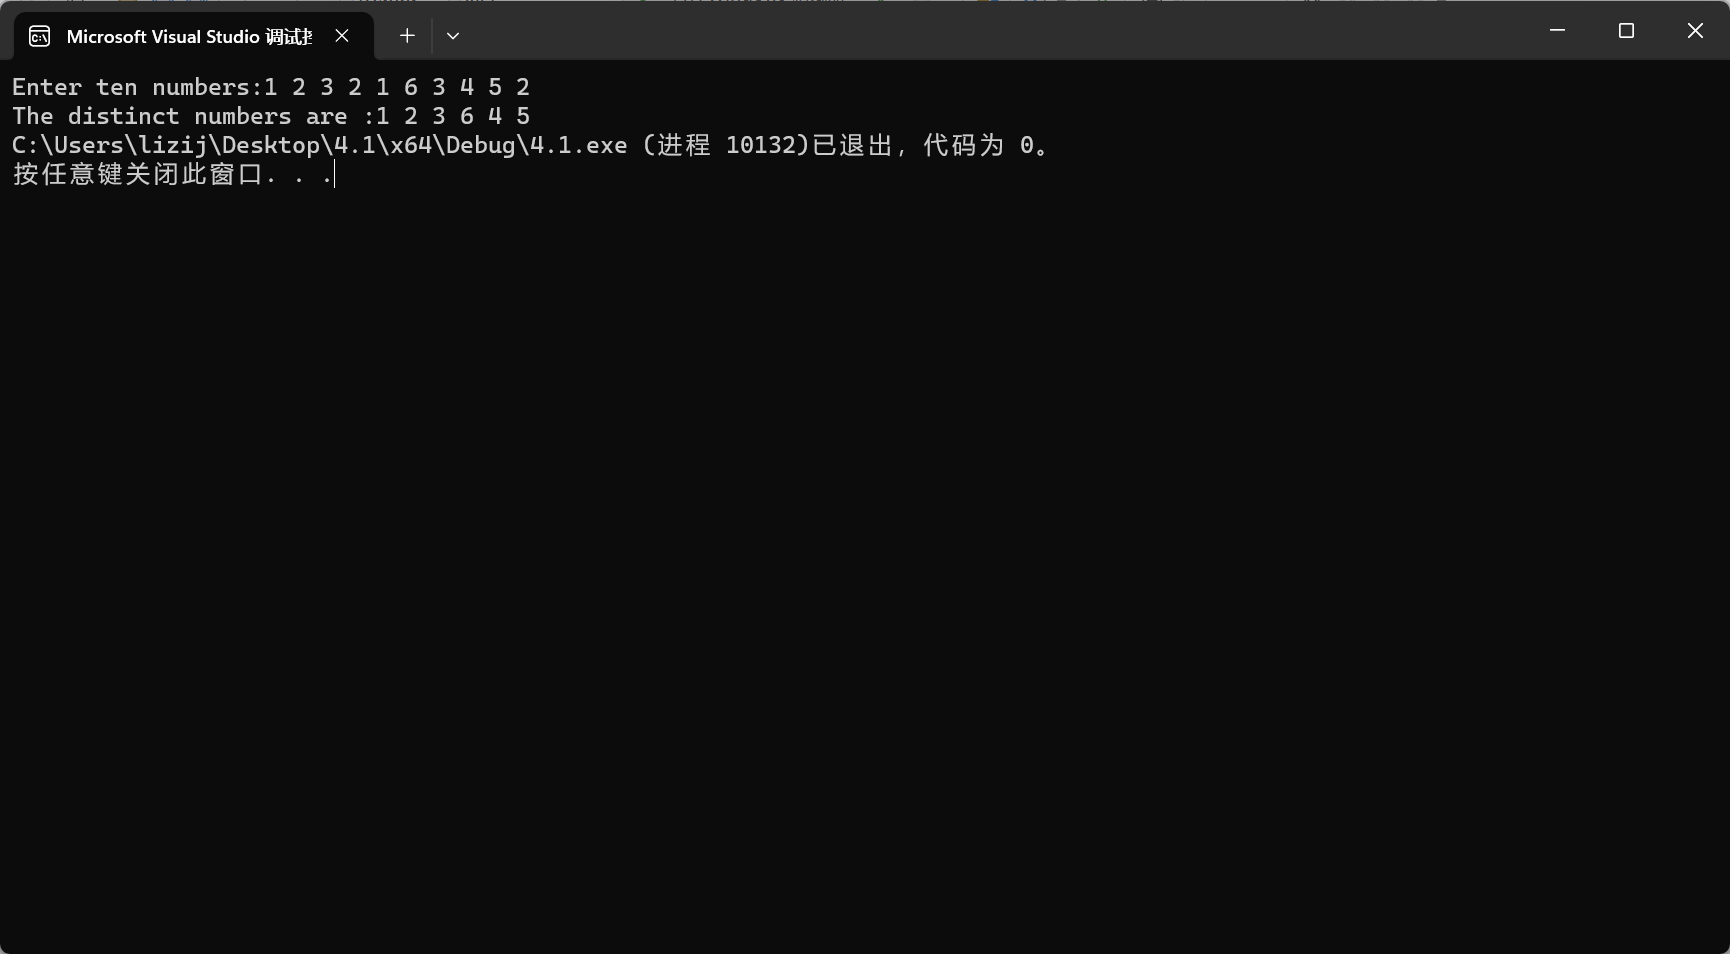 Microsoft Visual Studio 调试
Enter ten numbers:1 2 3 2 1 6 3 4 5 2
The distinct numbers are :1 2 3 6 4 5
C:\Users\lizij\Desktop\4.1\x64\Debug\4.1.exe (进程 10132)已退出，代码为 0。
按任意键关闭此窗口. . .